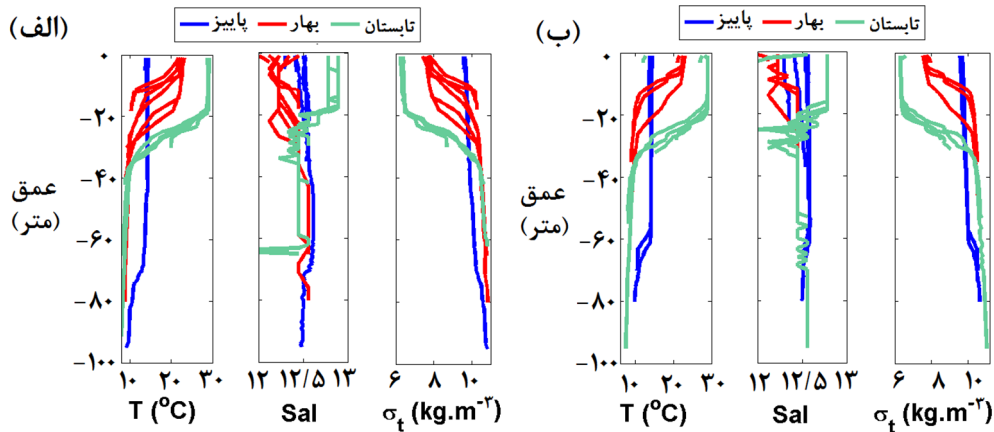 (الف)
پاییز بهار تابستان
عمق
(متر)
۰
-۲۰
-۴۰
-۶۰
-۸۰
-۱۰۰
۱۰ ۲۰ ۳۰
T (°C)
۱۲ ۱۲/۵ ۱۳
Sal
۶ ۸ ۱۰
σt (kg.m-۳)
(ب)
پاییز بهار تابستان
عمق
(متر)
۰
-۲۰
-۴۰
-۶۰
-۸۰
-۱۰۰
۱۰ ۲۰ ۳۰
T (°C)
۱۲ ۱۲/۵ ۱۳
Sal
۶ ۸ ۱۰
σt (kg.m-۳)